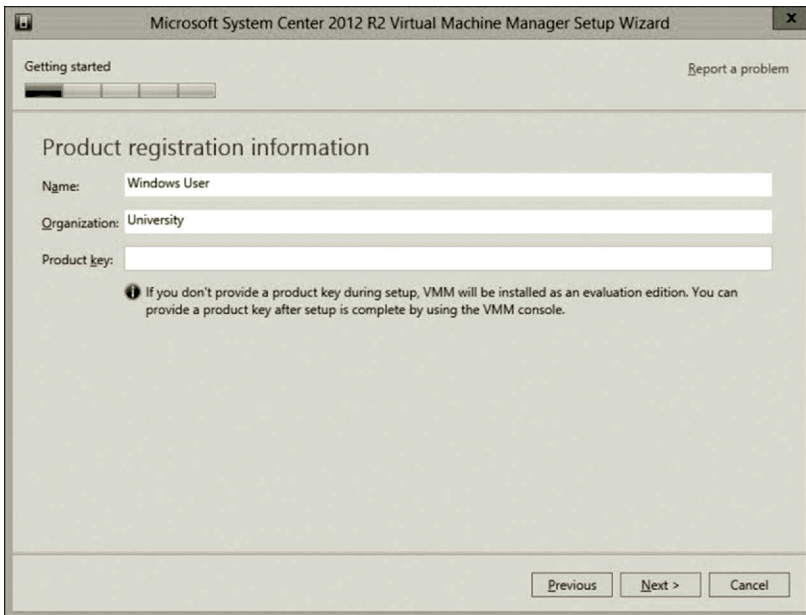 Microsoft System Center 2012 R2 Virtual Machine Manager Setup Wizard
x
Getting started
Report a problem
Product registration information
Name: Windows User
Organization: University
Product key:
If you don't provide a product key during setup, VMM will be installed as an evaluation edition. You can
provide a product key after setup is complete by using the VMM console.
Previous Next > Cancel